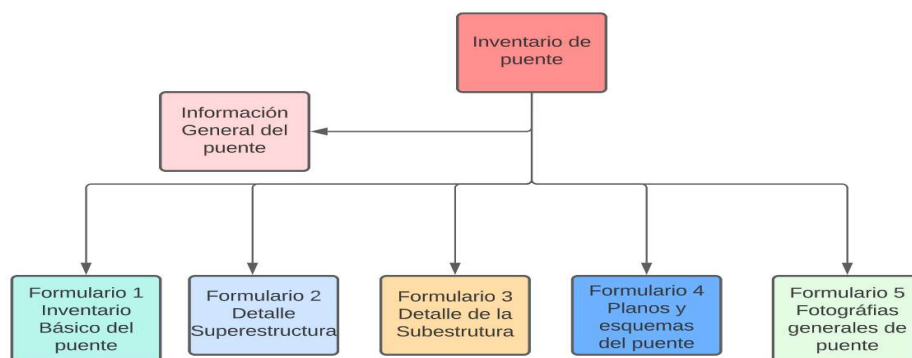 Inventario de
puente
Información
General del
puente
Formulario 1
Inventario
Básico del
puente
Formulario 2
Detalle
Superestructura
Formulario 3
Detalle de la
Subestrutura
Formulario 4
Planos y
esquemas
del puente
Formulario 5
Fotográfias
generales de
puente